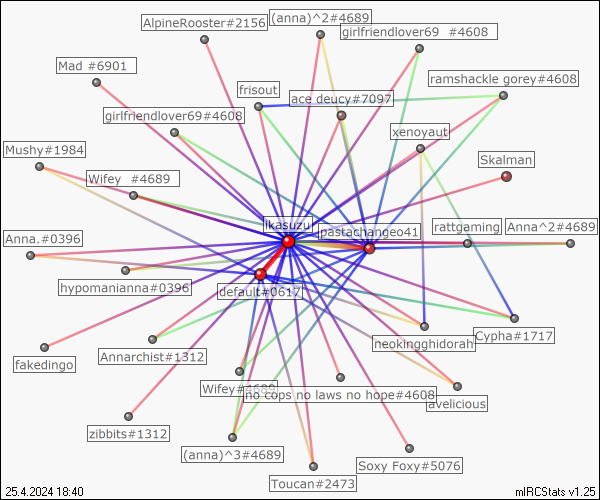 AlpineRooster#2156
(anna)^2#4689
girlfriendlover69 #4608
Mad #6901
ramshackle gorey#4608
frisout
ace deucy#7097
girlfriendlover69#4608
xenoyaut
Mushy#1984
Skalman
Wifey #4689
lkasuzu
pastachangeo41
rattgaming
Anna^2#4689
Anna.#0396
hypomanianna#0396
default#0617
Cypha#1717
neokingghidorah
fakedingo
Annarchist#1312
Wifey#4689
no cops no laws no hope#4608
avelicious
zibbits#1312
(anna)^3#4689
Soxy Foxy#5076
Toucan#2473
25.4.2024 18:40
mIRCStats v1.25